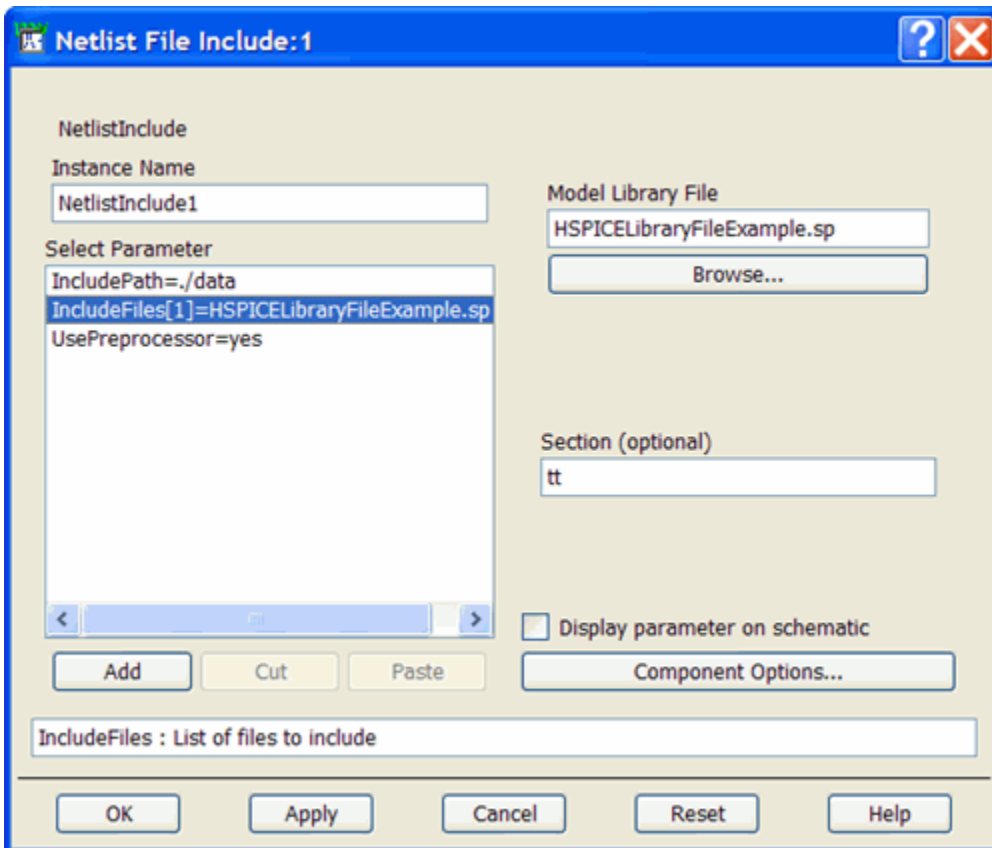 Netlist File Include:1
NetlistInclude
Instance Name
NetlistInclude1
Select Parameter
IncludePath=./data
IncludeFiles[1]=HSPICELibraryFileExample.sp
UsePreprocessor=yes
Model Library File
HSPICELibraryFileExample.sp
Browse...
Section (optional)
tt
Display parameter on schematic
Add Cut Paste
Component Options...
IncludeFiles : List of files to include
OK Apply Cancel Reset Help